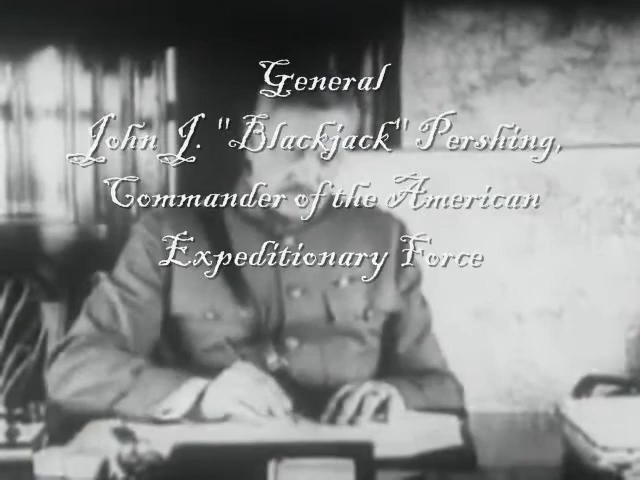 General
John J. "Blackjack" Pershing,
Commander of the American
Expeditionary Force